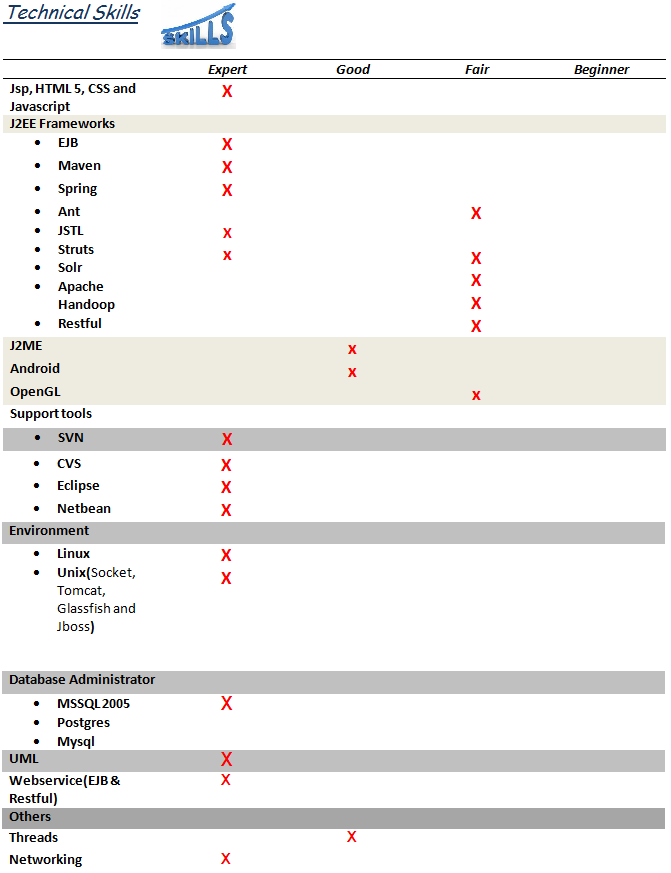 Technical Skills
SKILLS
Expert Good Fair Beginner
Jsp, HTML 5, CSS and X
Javascript
J2EE Frameworks
• EJB X
• Maven X
• Spring X
• Ant X
• JSTL X
• Struts x X
• Solr
• Apache X
Handoop X
• Restful X
J2ME x
Android x
OpenGL x
Support tools
• SVN X
• CVS X
• Eclipse X
• Netbean X
Environment
• Linux X
• Unix(Socket, X
Tomcat,
Glassfish and
Jboss)
Database Administrator
• MSSQL2005 X
• Postgres
• Mysql
UML X
Webservice(EJB & X
Restful)
Others
Threads X
Networking X